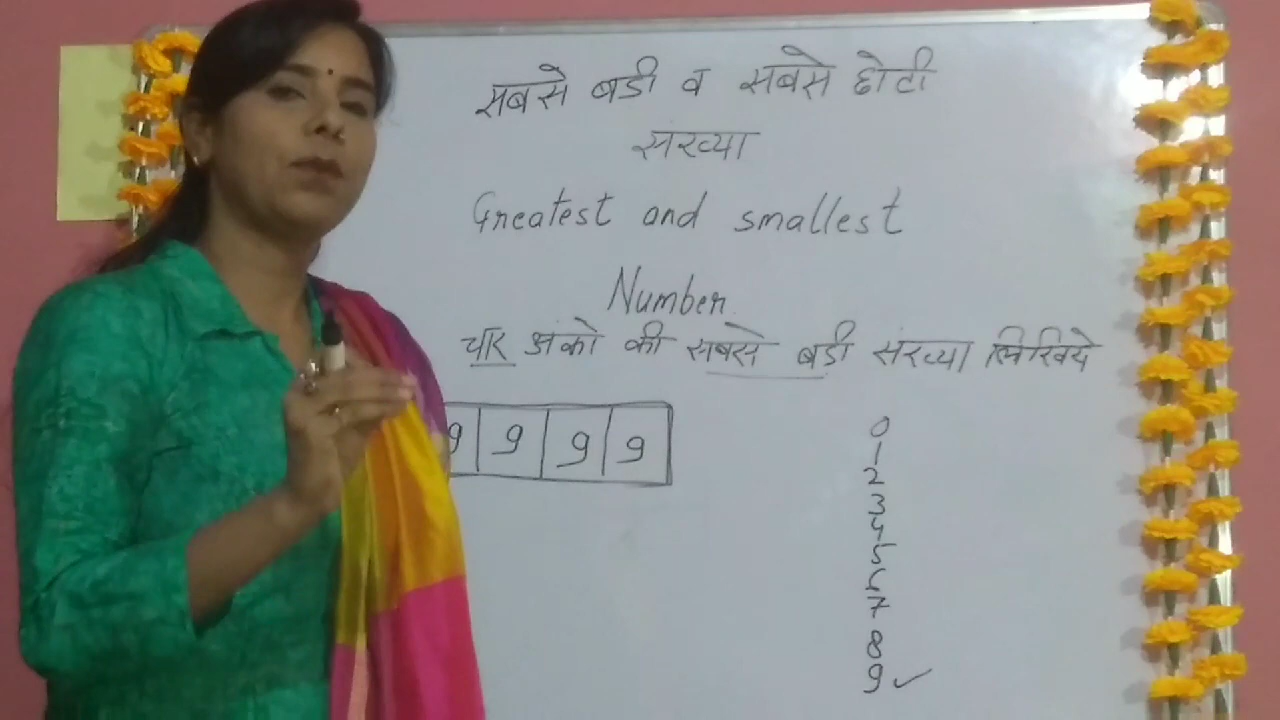 सबसे बडी व सबसे छोटी
संख्या
Greatest and smallest
Number
चार अंको की सबसे बडी संख्या लिखिये
9 9 9 9
0
1
2
3
4
5
6
7
8
9 ✓